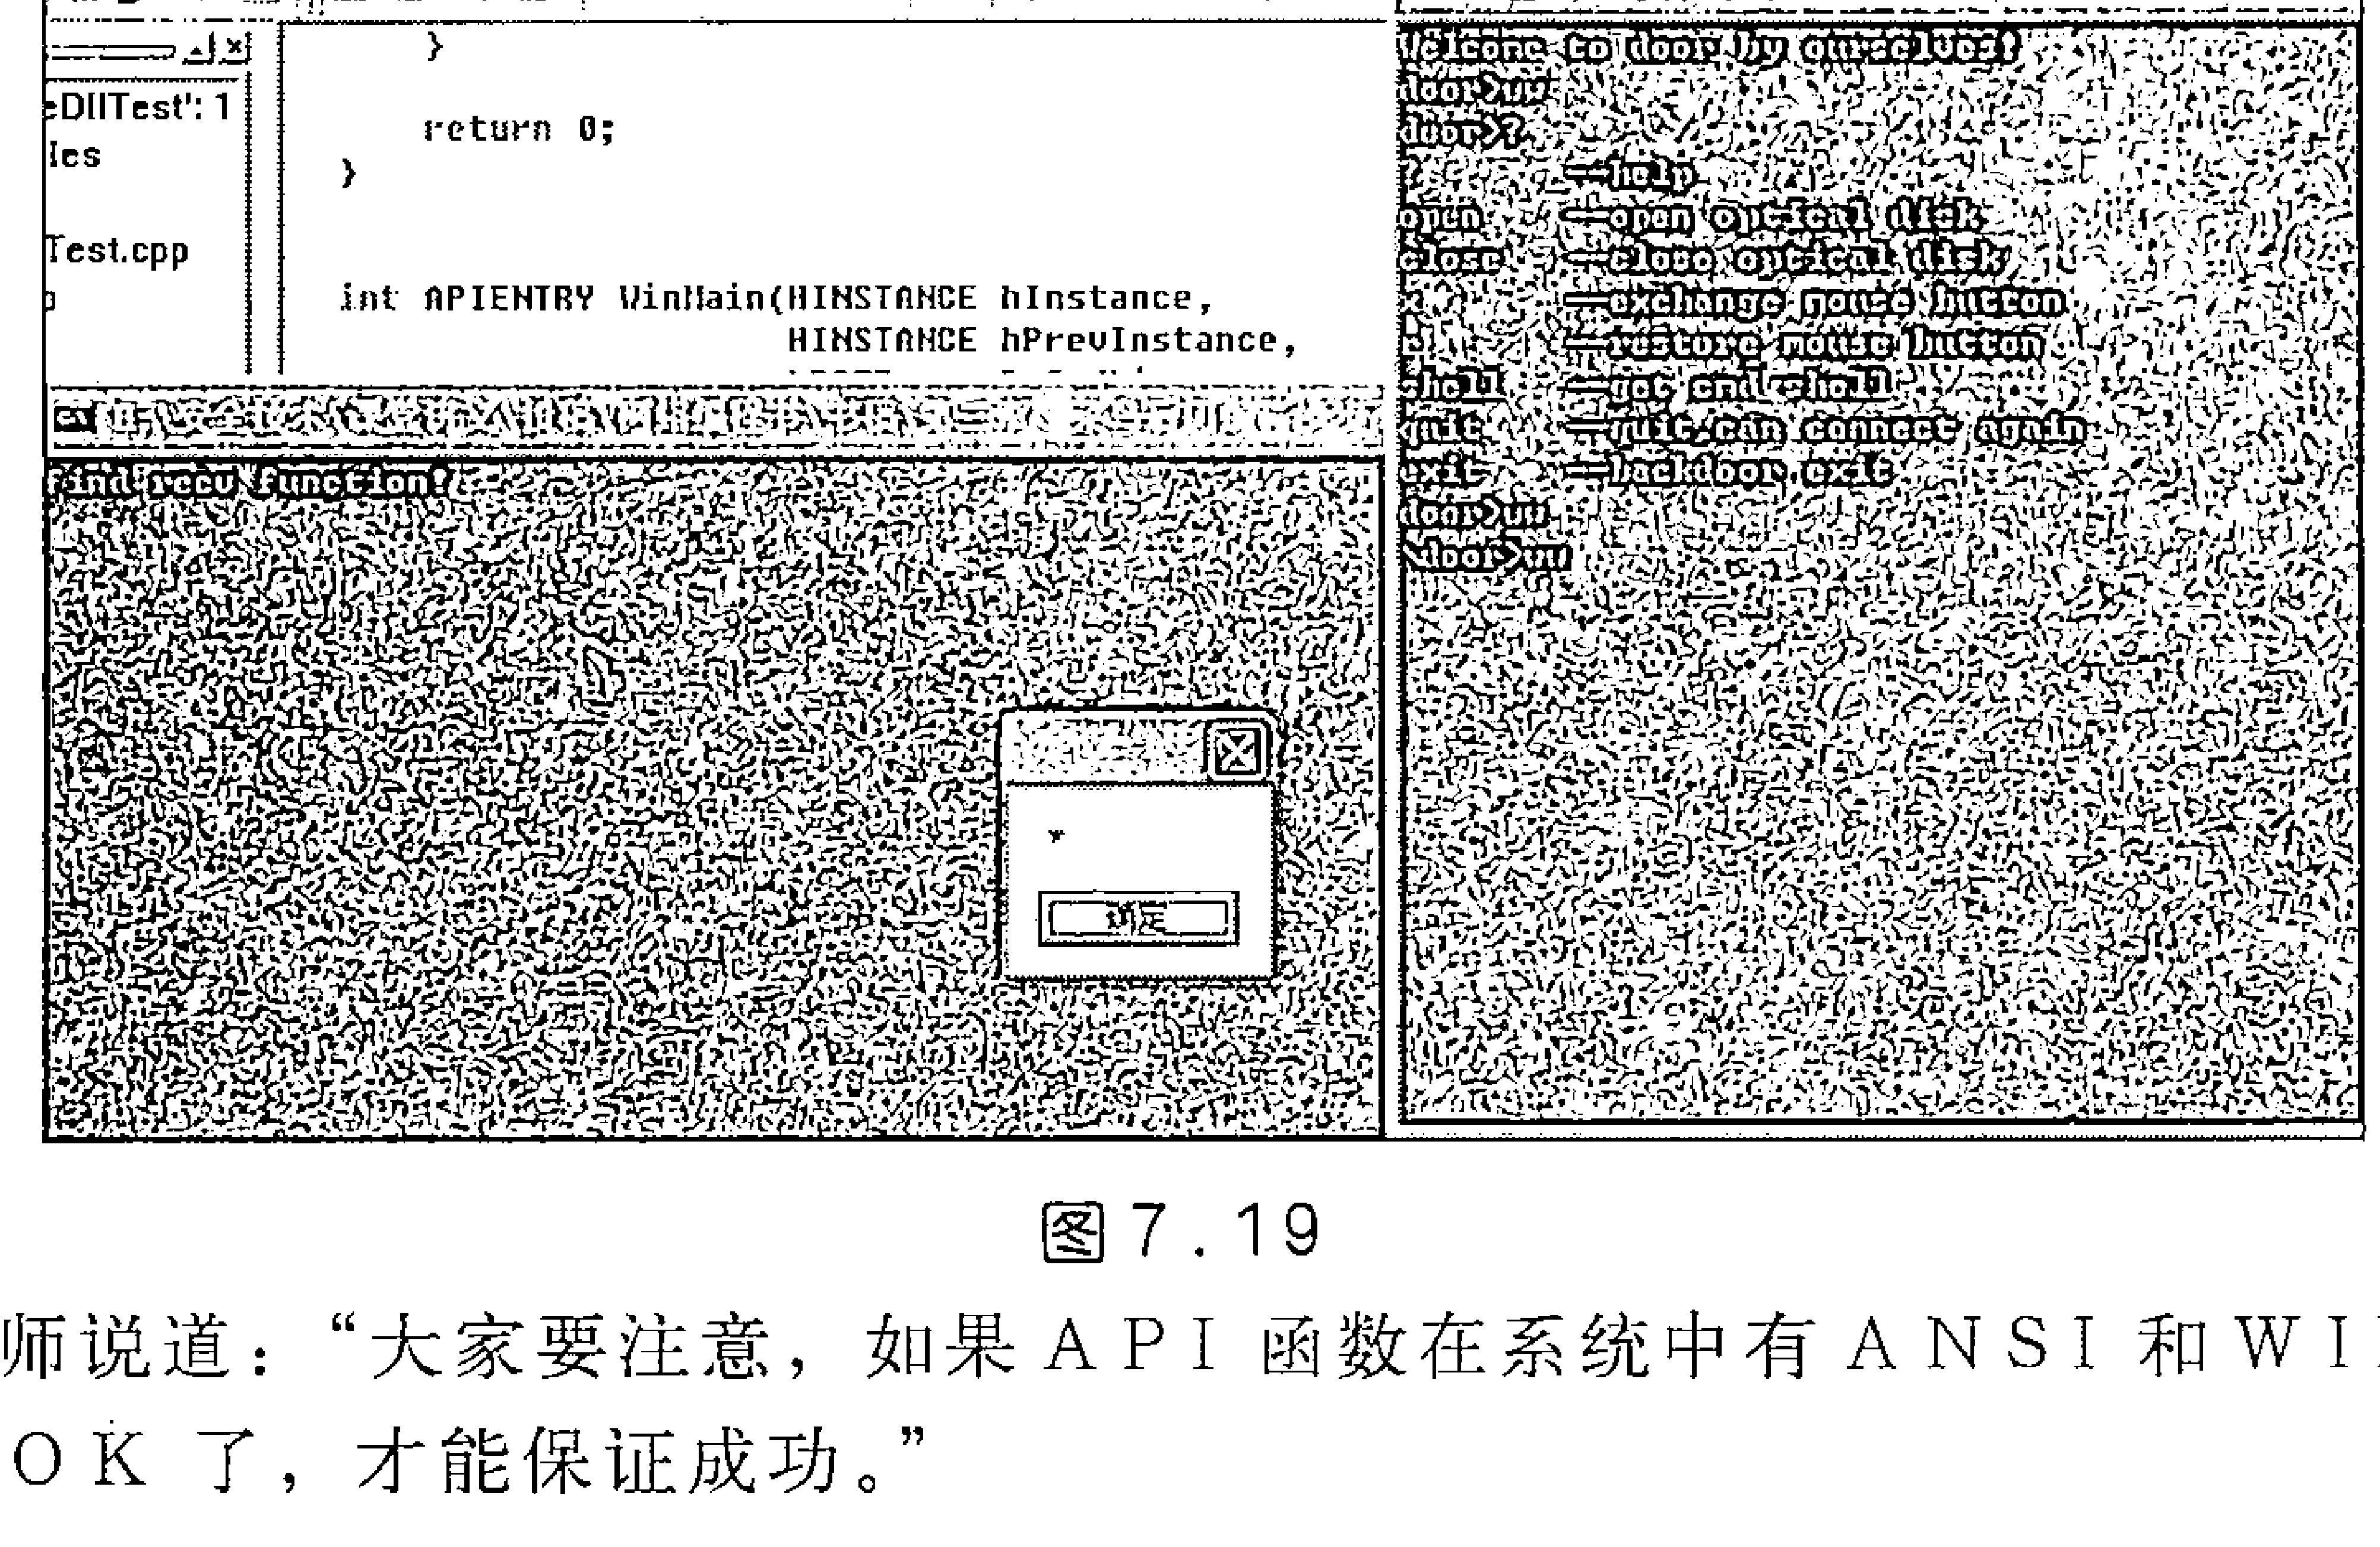 }
eDllTest': 1
return 0;
les
}
Test.cpp
int APIENTRY WinMain(HINSTANCE hInstance,
HINSTANCE hPrevInstance,
Find recv function!
确定
Welcome to door by ourselves!
door>vv
door>?
? ==help
open ==open optical disk
close ==close optical disk
==exchange mouse button
==restore mouse button
shell ==get cmd shell
quit ==quit,can connect again
exit ==backdoor exit
door>vv
door>vv
图7.19
师说道：“大家要注意，如果API函数在系统中有ANSI和WI
OK了，才能保证成功。”